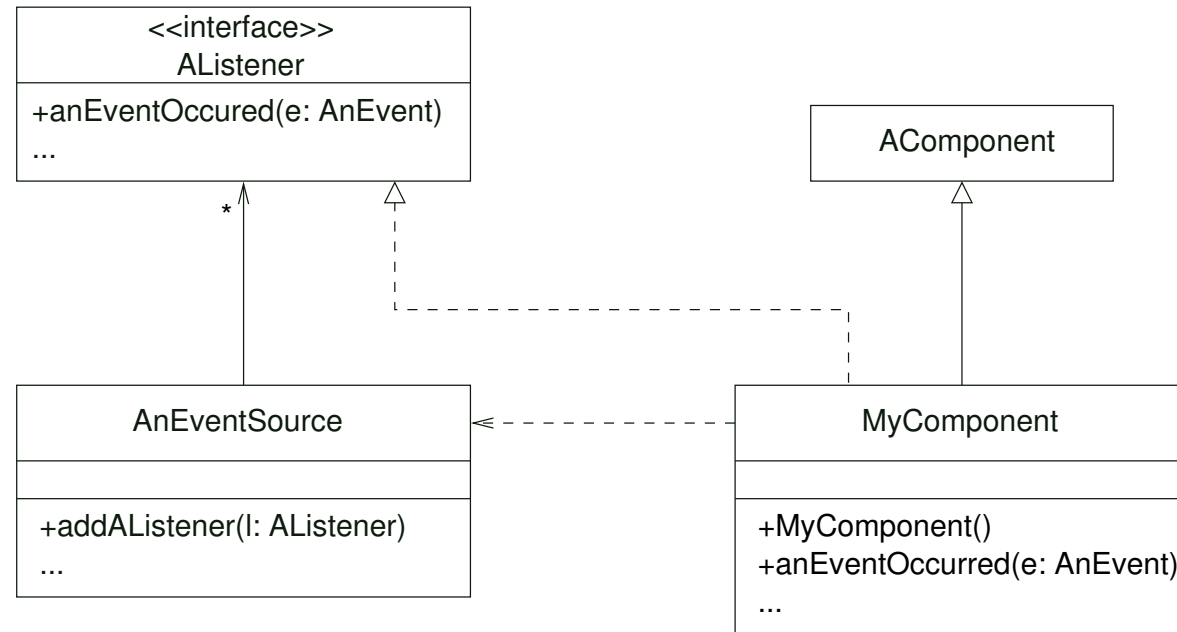 <<interface>>
AListener
+anEventOccured(e: AnEvent)
...
AComponent
*
AnEventSource
+addAListener(l: AListener)
...
MyComponent
+MyComponent()
+anEventOccurred(e: AnEvent)
...